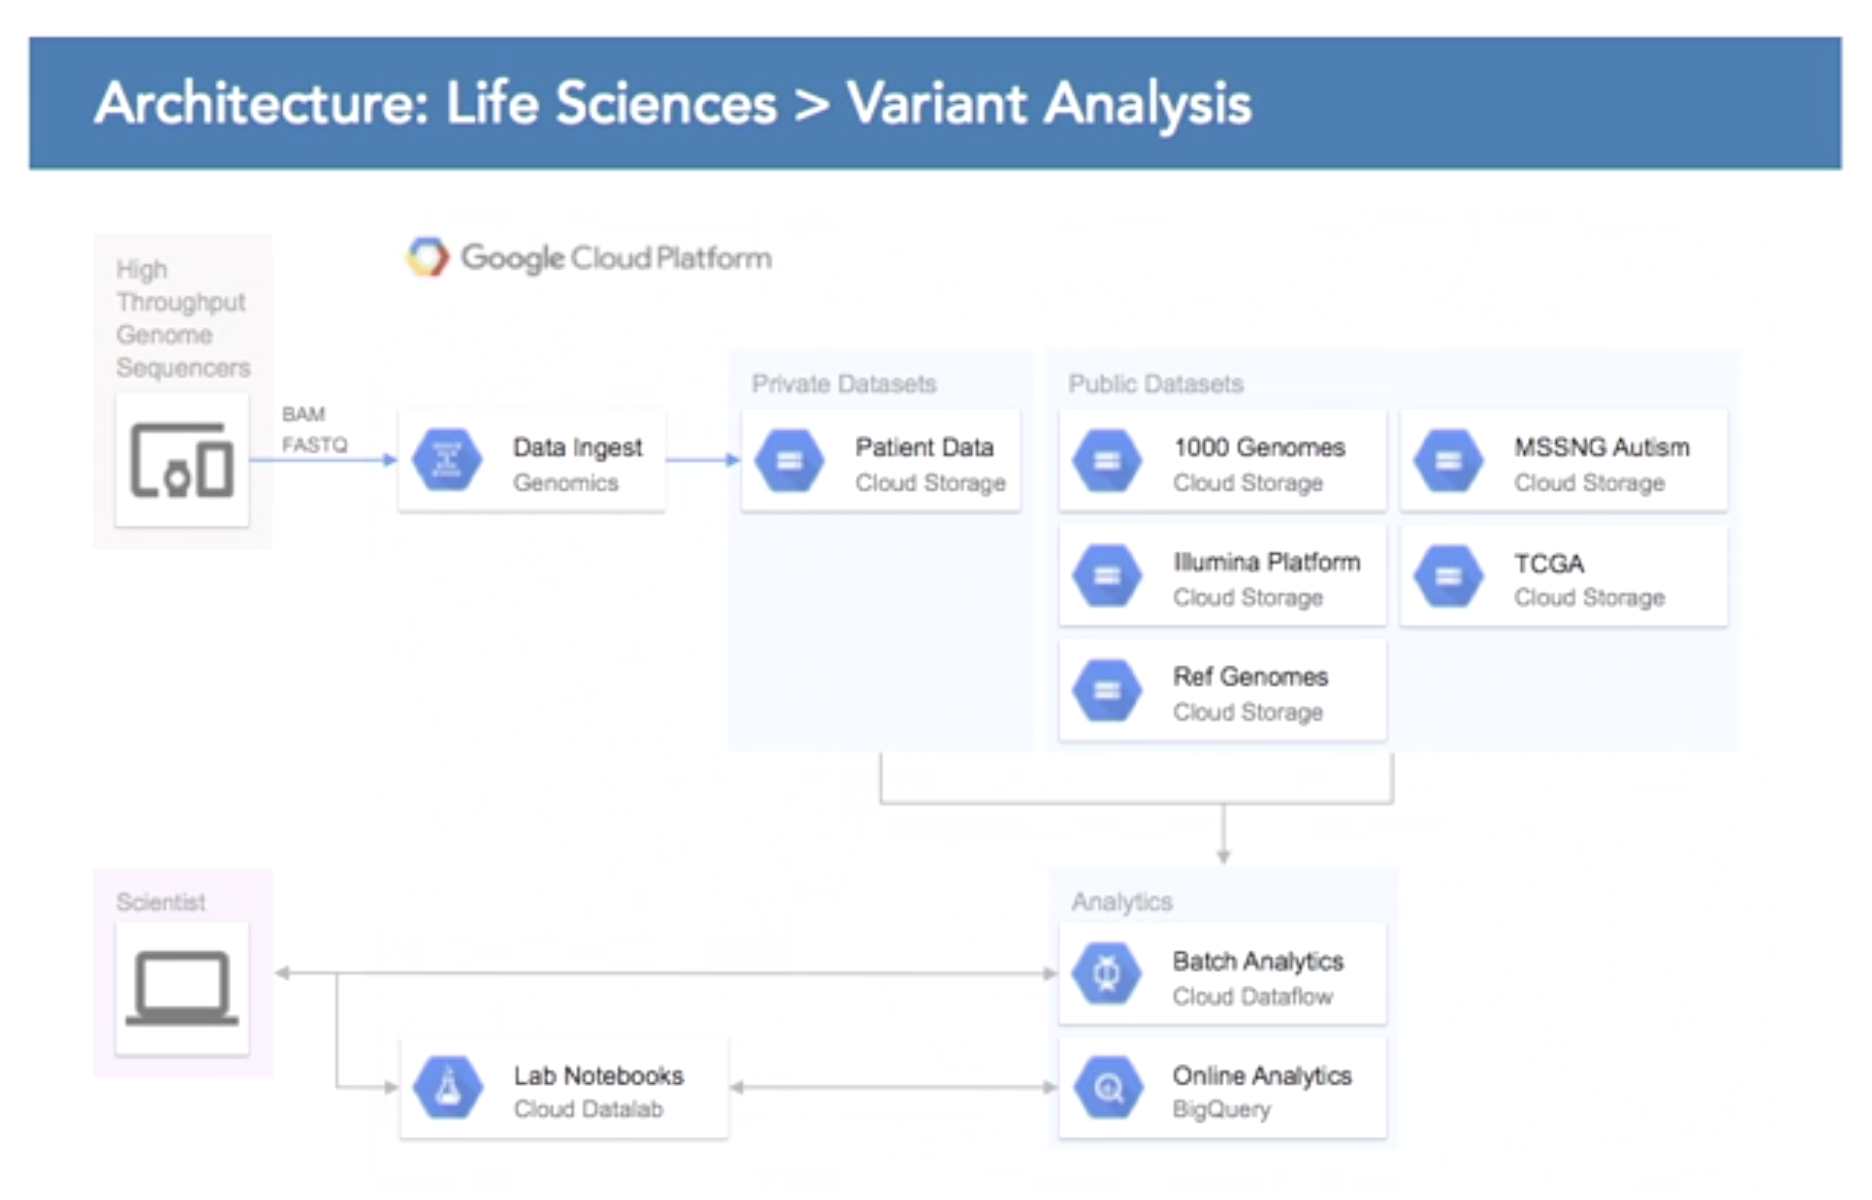 Architecture: Life Sciences > Variant Analysis
Google Cloud Platform
High
Throughput
Genome
Sequencers
BAM
FASTQ
Data Ingest
Genomics
Private Datasets
Patient Data
Cloud Storage
Public Datasets
1000 Genomes
Cloud Storage
MSSNG Autism
Cloud Storage
Illumina Platform
Cloud Storage
TCGA
Cloud Storage
Ref Genomes
Cloud Storage
Scientist
Lab Notebooks
Cloud Datalab
Analytics
Batch Analytics
Cloud Dataflow
Online Analytics
BigQuery